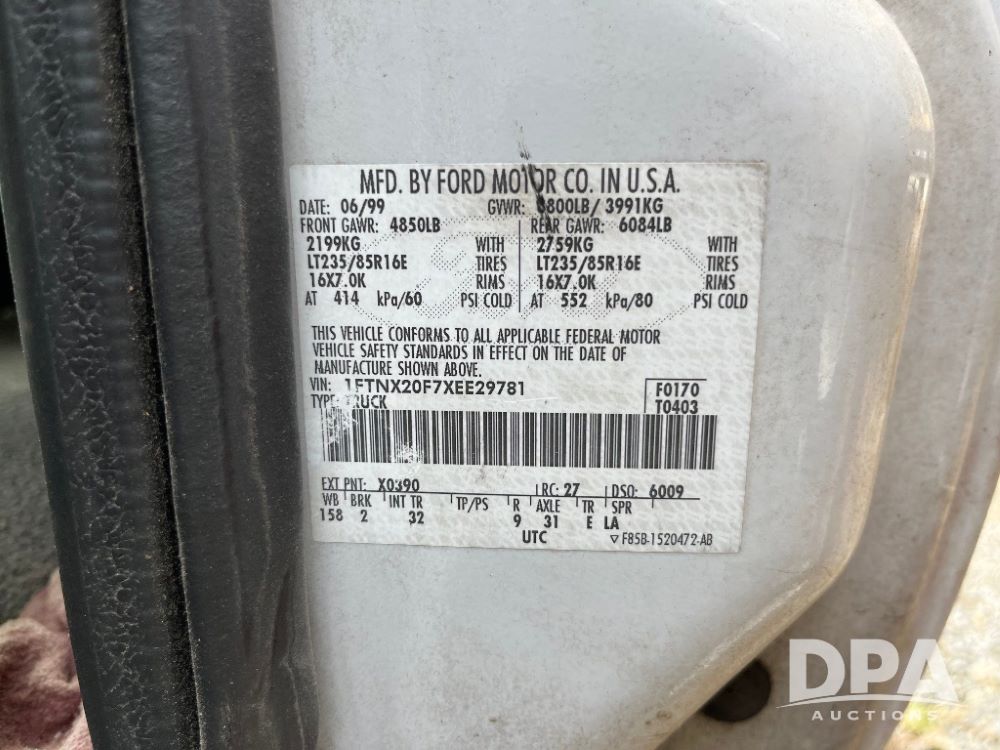 MFD. BY FORD MOTOR CO. IN U.S.A.
DATE: 06/99 GVWR: 8800LB/ 3991KG
FRONT GAWR: 4850LB REAR GAWR: 6084LB
2199KG WITH 2759KG WITH
LT235/85R16E TIRES LT235/85R16E TIRES
16X7.0K RIMS 16X7.0K RIMS
AT 414 kPa/60 PSI COLD AT 552 kPa/80 PSI COLD
THIS VEHICLE CONFORMS TO ALL APPLICABLE FEDERAL MOTOR
VEHICLE SAFETY STANDARDS IN EFFECT ON THE DATE OF
MANUFACTURE SHOWN ABOVE.
VIN: 1FTNX20F7XEE29781 F0170
TYPE: TRUCK T0403
EXT PNT: X0390 RC: 27 DSO: 6009
WB BRK INT TR TP/PS R AXLE TR SPR
158 2 32 9 31 E LA
UTC ▽ F85B-1520472-AB
DPA
AUCTIONS